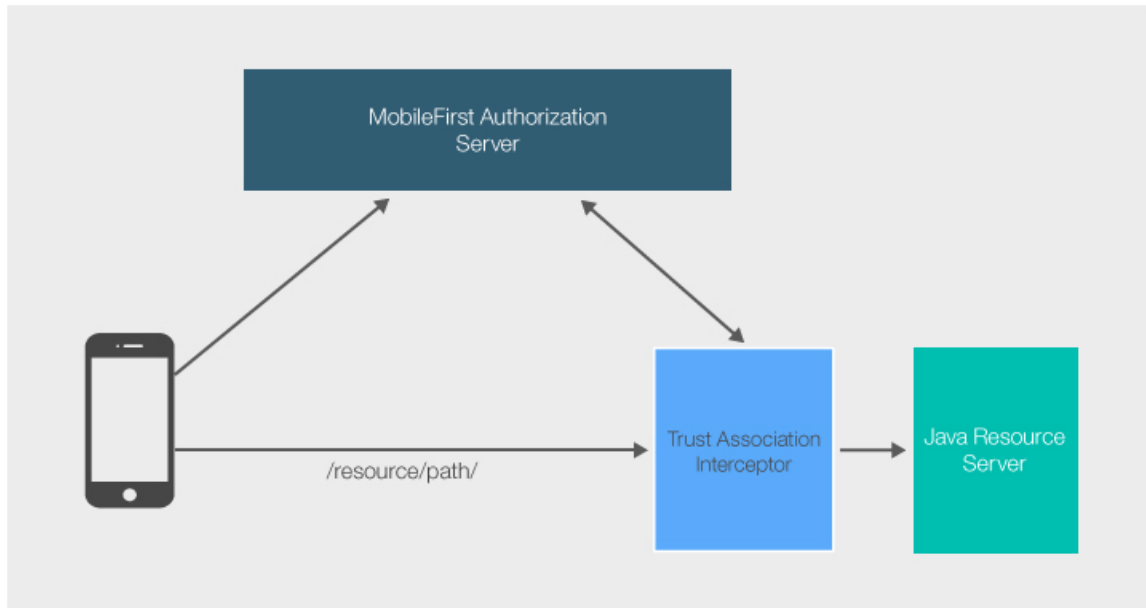 MobileFirst Authorization
Server
/resource/path/
Trust Association
Interceptor
Java Resource
Server